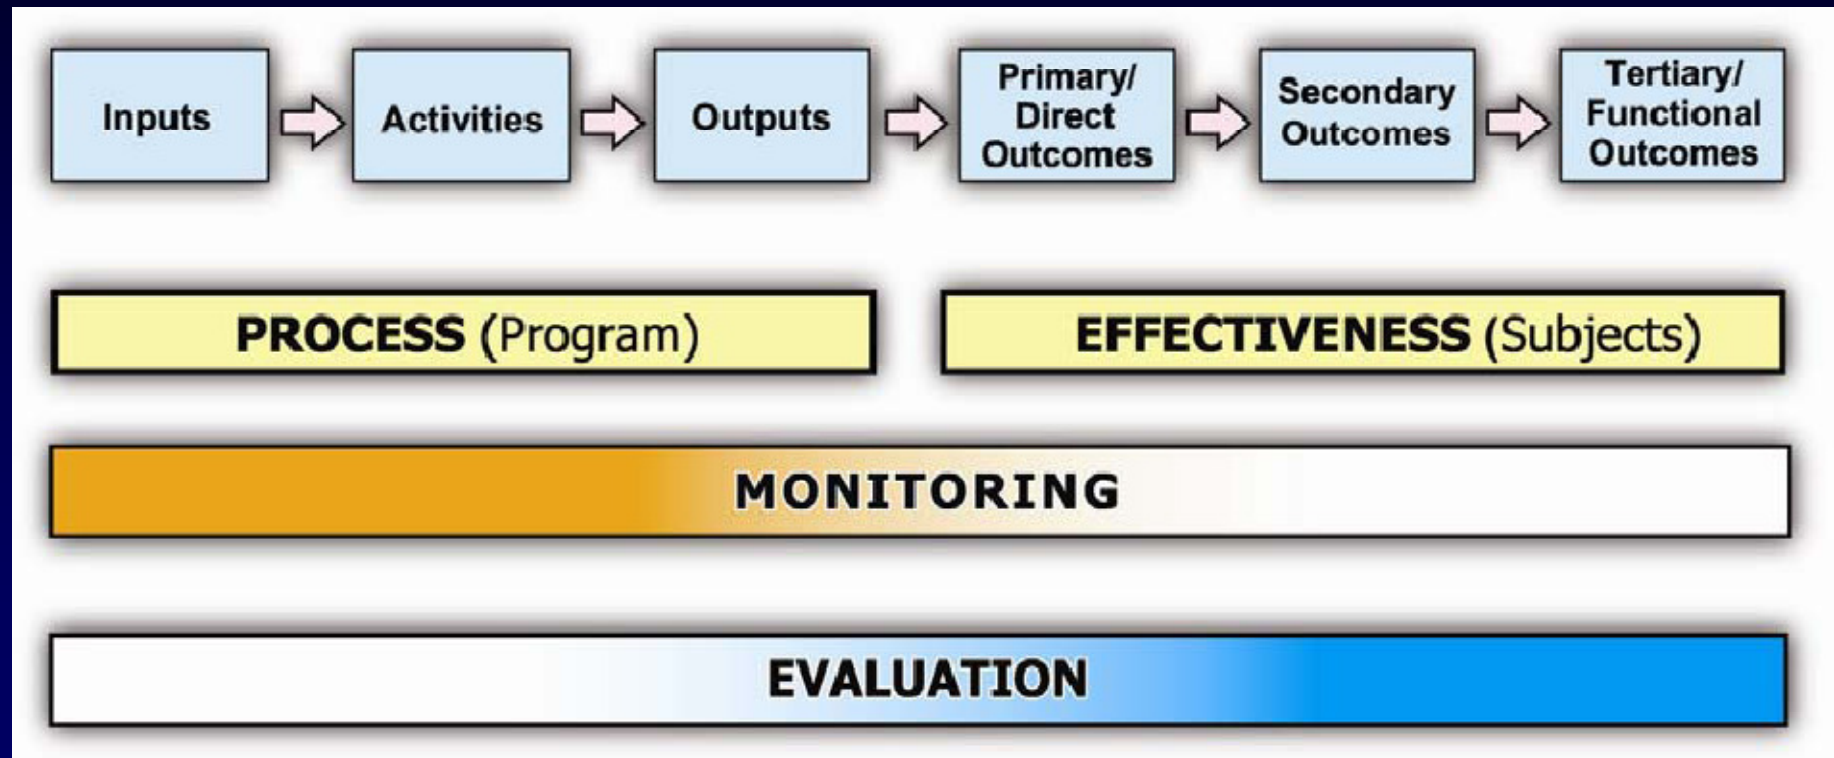 Inputs
Activities
Outputs
Primary/
Direct
Outcomes
Secondary
Outcomes
Tertiary/
Functional
Outcomes
PROCESS (Program)
EFFECTIVENESS (Subjects)
MONITORING
EVALUATION